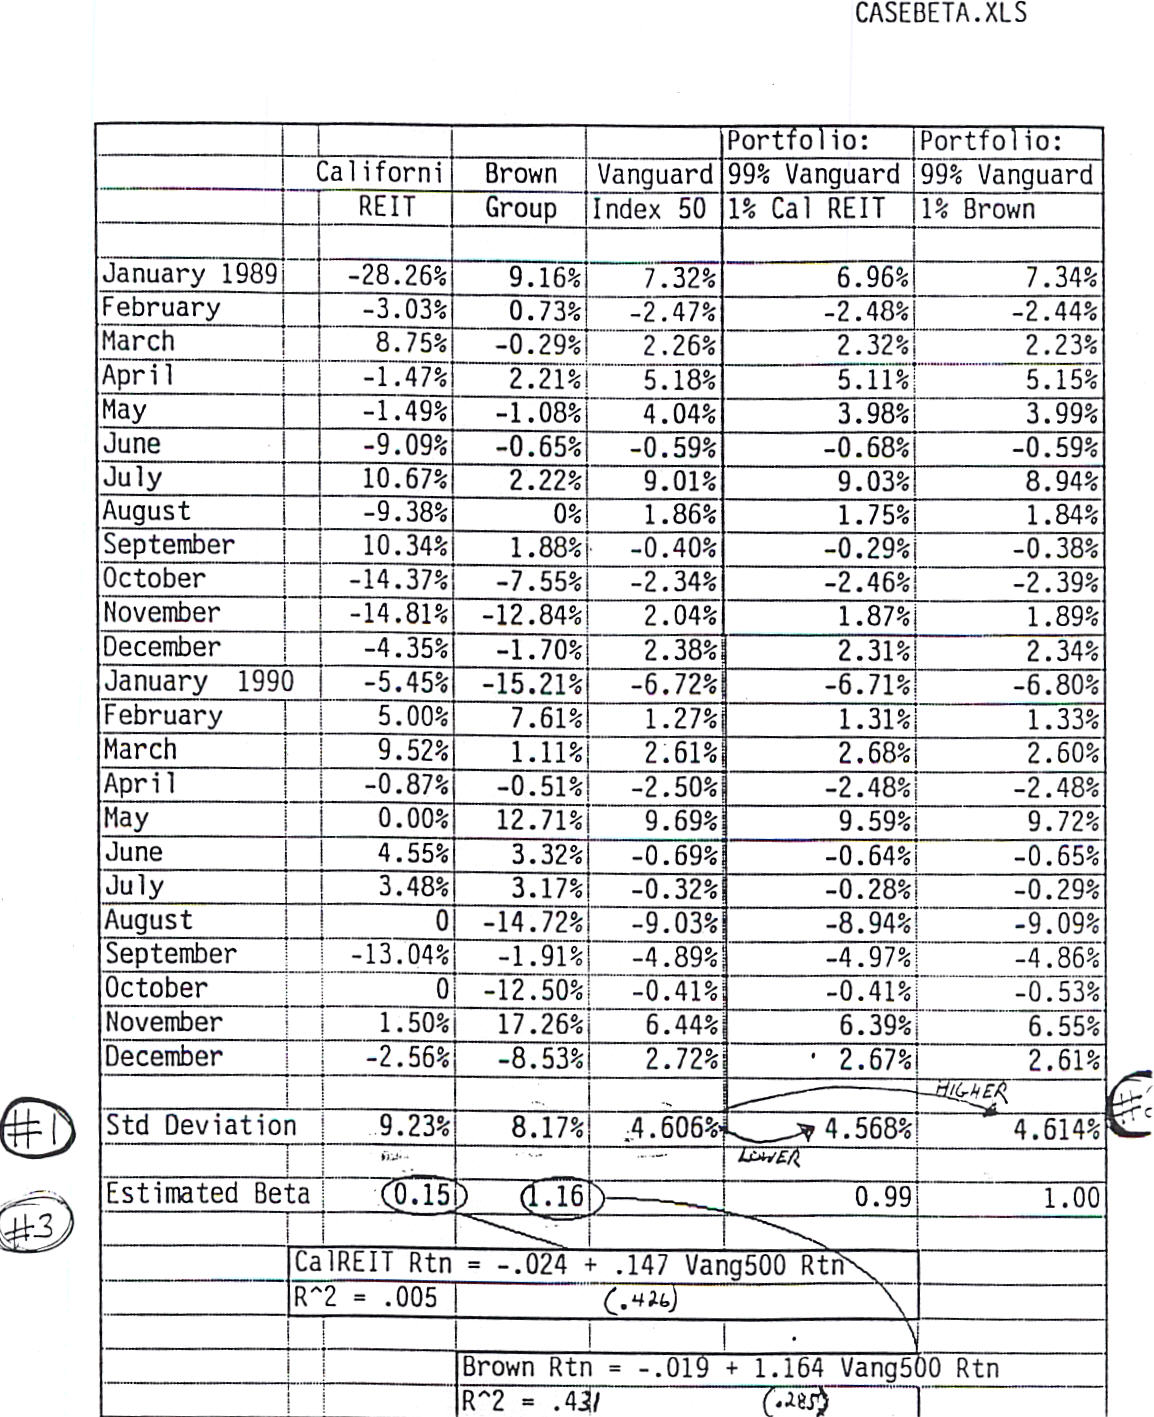 CASEBETA.XLS
Portfolio: Portfolio:
Californi Brown Vanguard 99% Vanguard 99% Vanguard
REIT Group Index 50 1% Cal REIT 1% Brown
January 1989 -28.26% 9.16% 7.32% 6.96% 7.34%
February -3.03% 0.73% -2.47% -2.48% -2.44%
March 8.75% -0.29% 2.26% 2.32% 2.23%
April -1.47% 2.21% 5.18% 5.11% 5.15%
May -1.49% -1.08% 4.04% 3.98% 3.99%
June -9.09% -0.65% -0.59% -0.68% -0.59%
July 10.67% 2.22% 9.01% 9.03% 8.94%
August -9.38% 0% 1.86% 1.75% 1.84%
September 10.34% 1.88% -0.40% -0.29% -0.38%
October -14.37% -7.55% -2.34% -2.46% -2.39%
November -14.81% -12.84% 2.04% 1.87% 1.89%
December -4.35% -1.70% 2.38% 2.31% 2.34%
January 1990 -5.45% -15.21% -6.72% -6.71% -6.80%
February 5.00% 7.61% 1.27% 1.31% 1.33%
March 9.52% 1.11% 2.61% 2.68% 2.60%
April -0.87% -0.51% -2.50% -2.48% -2.48%
May 0.00% 12.71% 9.69% 9.59% 9.72%
June 4.55% 3.32% -0.69% -0.64% -0.65%
July 3.48% 3.17% -0.32% -0.28% -0.29%
August 0 -14.72% -9.03% -8.94% -9.09%
September -13.04% -1.91% -4.89% -4.97% -4.86%
October 0 -12.50% -0.41% -0.41% -0.53%
November 1.50% 17.26% 6.44% 6.39% 6.55%
December -2.56% -8.53% 2.72% 2.67% 2.61%
HIGHER
#1 Std Deviation 9.23% 8.17% 4.606% 4.568% 4.614%
LOWER
#3 Estimated Beta 0.15 1.16 0.99 1.00
CalREIT Rtn = -.024 + .147 Vang500 Rtn
R^2 = .005 (.426)
Brown Rtn = -.019 + 1.164 Vang500 Rtn
R^2 = .431 (.285)